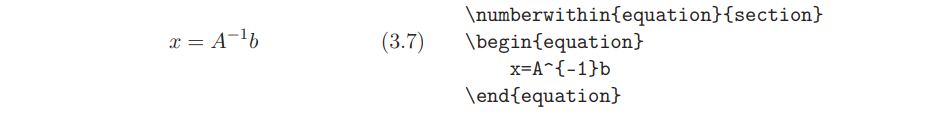 x = A⁻¹b (3.7)
\numberwithin{equation}{section}
\begin{equation}
x=A^{-1}b
\end{equation}